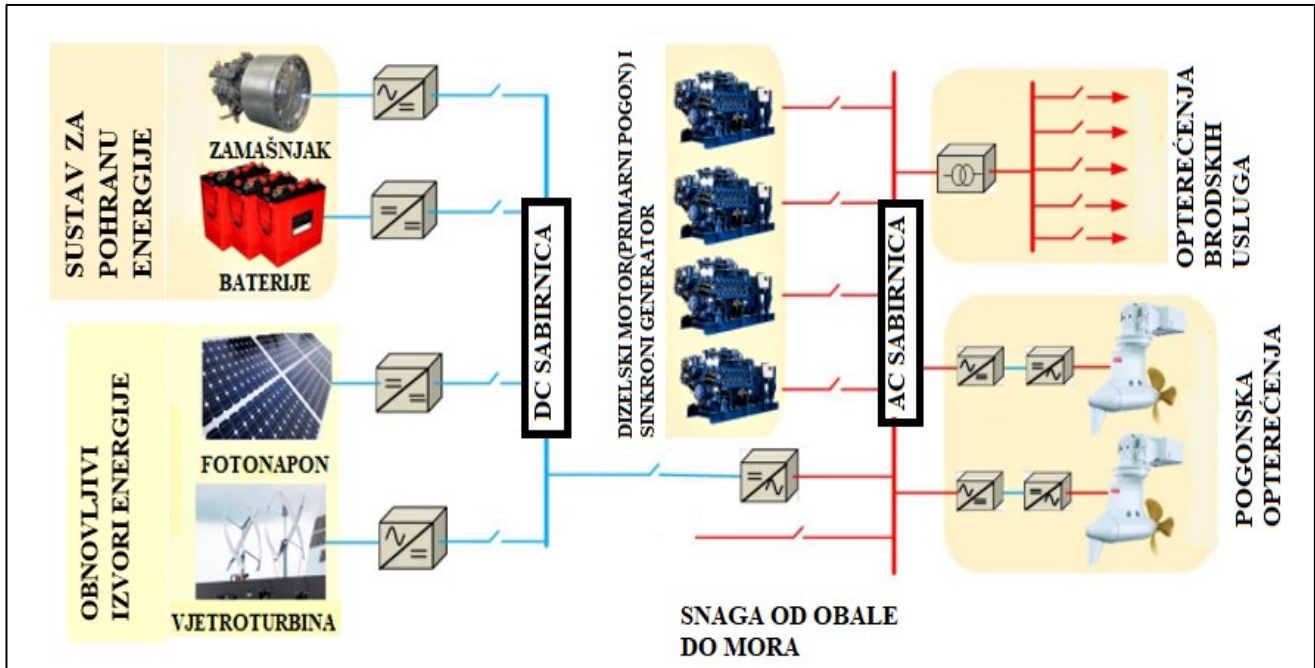 SUSTAV ZA
POHRANU
ENERGIJE
ZAMAŠNJAK
BATERIJE
OBNOVLJIVI
IZVORI ENERGIJE
FOTONAPON
VJETROTURBINA
DC SABIRNICA
DIZELSKI MOTOR(PRIMARNI POGON) I
SINKRONI GENERATOR
AC SABIRNICA
SNAGA OD OBALE
DO MORA
OPTEREĆENJA
BRODSKIH
USLUGA
POGONSKA
OPTEREĆENJA